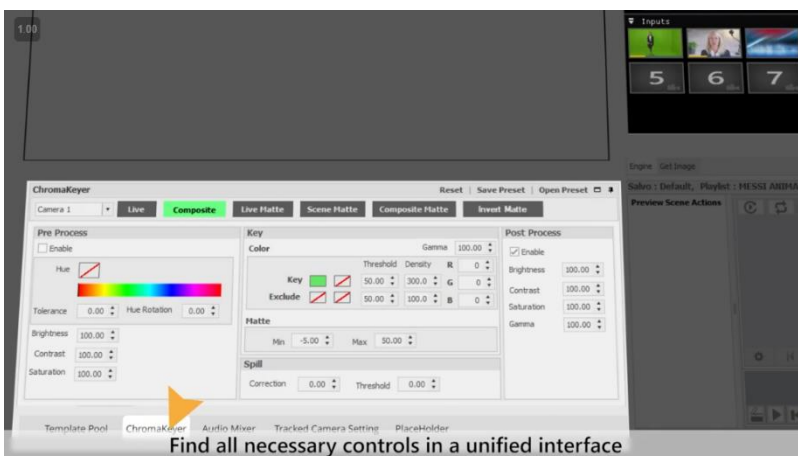 1.00
Inputs
5 6 7
Engine Get Image
Salvo : Default, Playlist : MESSI ANIMA
Preview Scene Actions
ChromaKeyer Reset | Save Preset | Open Preset
Camera 1 Live Composite Live Matte Scene Matte Composite Matte Invert Matte
Pre Process
Enable
Hue
Tolerance 0.00 Hue Rotation 0.00
Brightness 100.00
Contrast 100.00
Saturation 100.00
Key
Color Gamma 100.00
Threshold Density R 0
Key 50.00 300.0 G 0
Exclude 50.00 100.0 B 0
Matte
Min -5.00 Max 50.00
Spill
Correction 0.00 Threshold 0.00
Post Process
Enable
Brightness 100.00
Contrast 100.00
Saturation 100.00
Gamma 100.00
Template Pool ChromaKeyer Audio Mixer Tracked Camera Setting PlaceHolder
Find all necessary controls in a unified interface